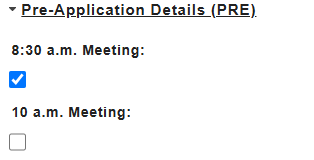 Pre-Application Details (PRE)
8:30 a.m. Meeting:
10 a.m. Meeting: